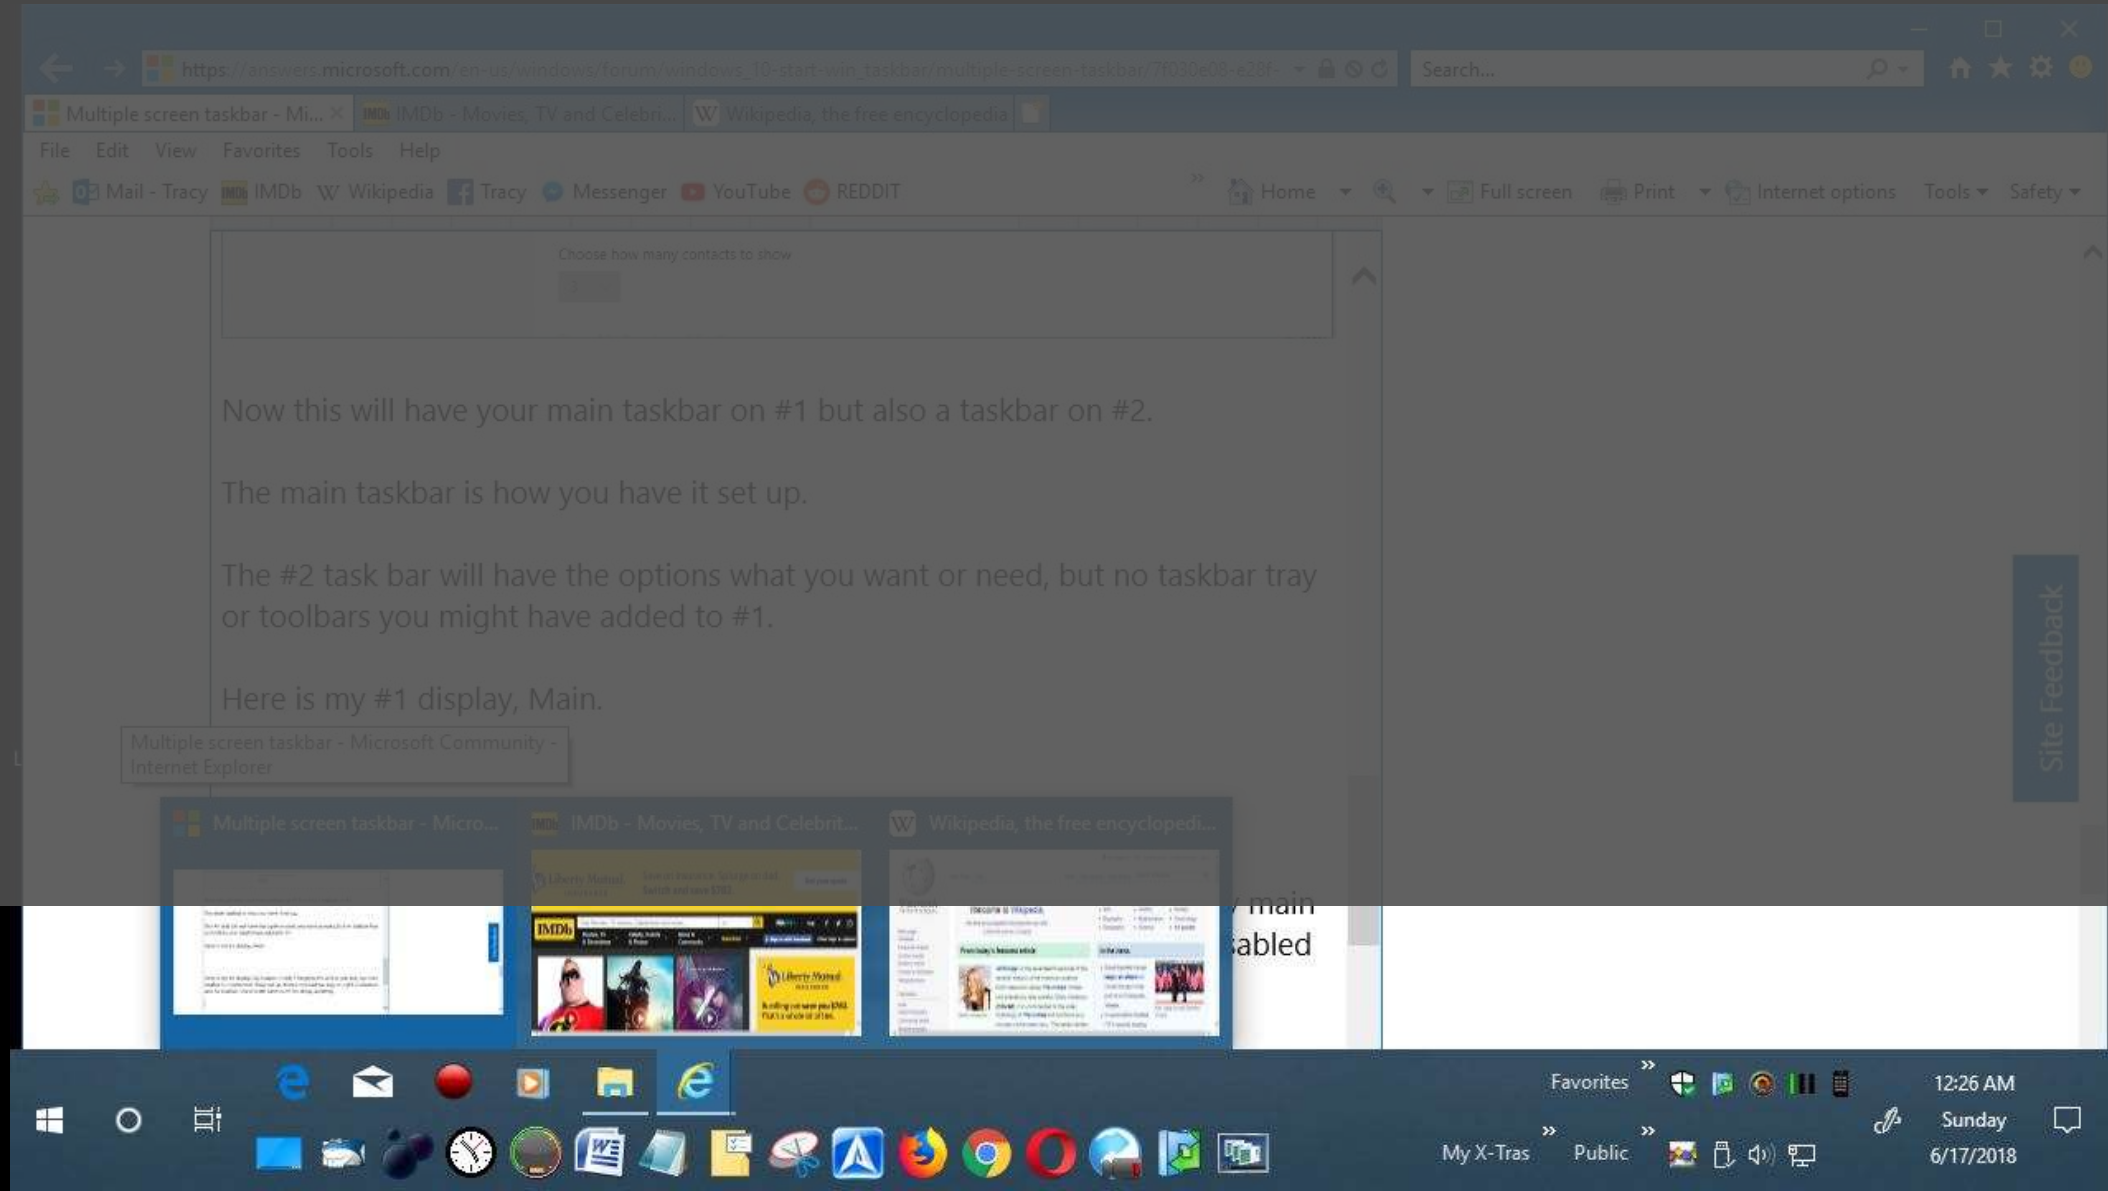 https://answers.microsoft.com/en-us/windows/forum/windows_10-start-win_taskbar/multiple-screen-taskbar/7f030e08-e28f-
Search...
Multiple screen taskbar - Mi...
IMDb - Movies, TV and Celebri...
Wikipedia, the free encyclopedia
File Edit View Favorites Tools Help
Mail - Tracy IMDb Wikipedia Tracy Messenger YouTube REDDIT
Home Full screen Print Internet options Tools Safety
Choose how many contacts to show
Now this will have your main taskbar on #1 but also a taskbar on #2.
The main taskbar is how you have it set up.
The #2 task bar will have the options what you want or need, but no taskbar tray
or toolbars you might have added to #1.
Here is my #1 display, Main.
Site Feedback
Multiple screen taskbar - Microsoft Community -
Internet Explorer
Multiple screen taskbar - Micro...
IMDb - Movies, TV and Celebrit...
Wikipedia, the free encyclopedi...
main
abled
IMDb
Liberty Mutual
Favorites
12:26 AM
Sunday
My X-Tras Public
6/17/2018